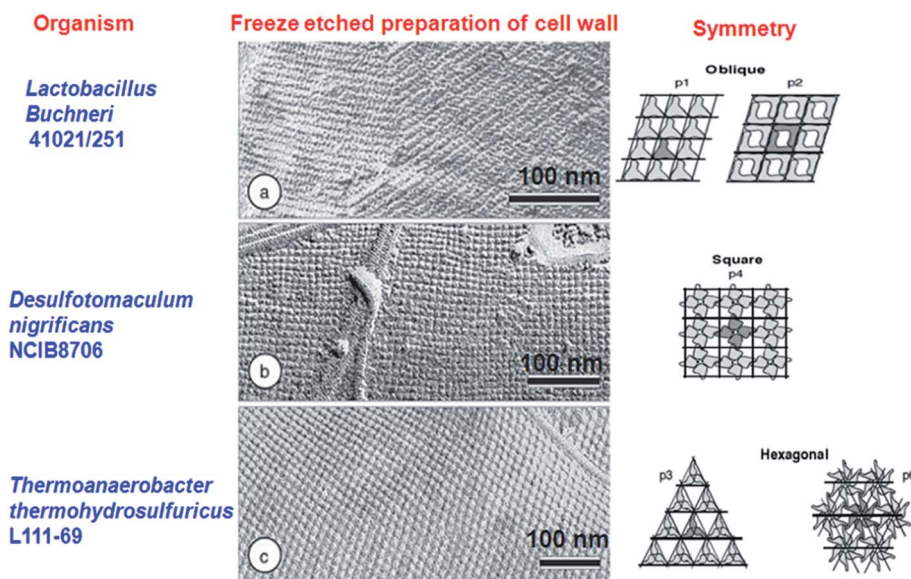 Organism
Freeze etched preparation of cell wall
Symmetry
Lactobacillus
Buchneri
41021/251
a
100 nm
Oblique
p1
p2
Desulfotomaculum
nigrificans
NCIB8706
b
100 nm
Square
p4
Thermoanaerobacter
thermohydrosulfuricus
L111-69
c
100 nm
Hexagonal
p3